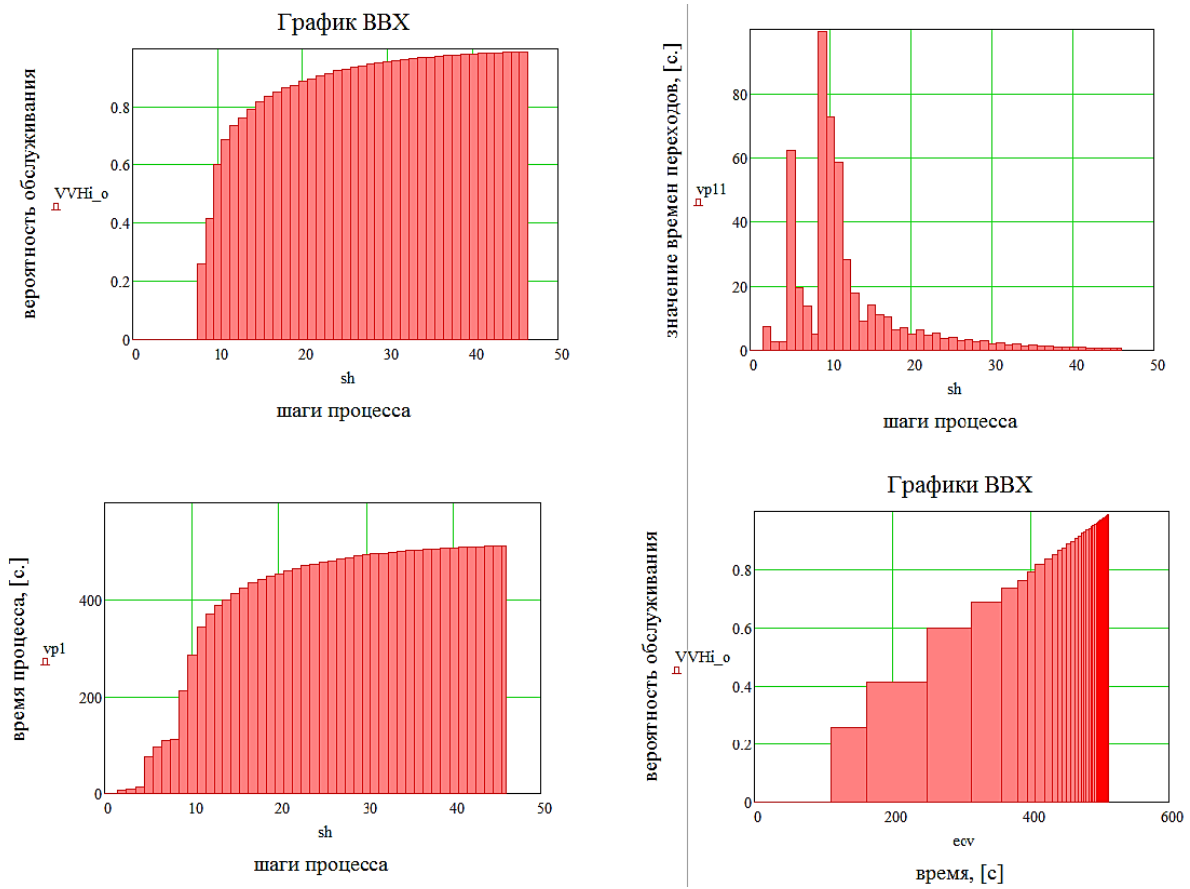 График ВВХ
вероятность обслуживания
VVHi_o
0.8
0.6
0.4
0.2
0
0
10
20
30
40
50
sh
шаги процесса
значение времен переходов, [с.]
vp11
80
60
40
20
0
0
10
20
30
40
50
sh
шаги процесса
время процесса, [с.]
vp1
400
200
0
0
10
20
30
40
50
sh
шаги процесса
Графики ВВХ
вероятность обслуживания
VVHi_o
0.8
0.6
0.4
0.2
0
0
200
400
600
ecv
время, [с]